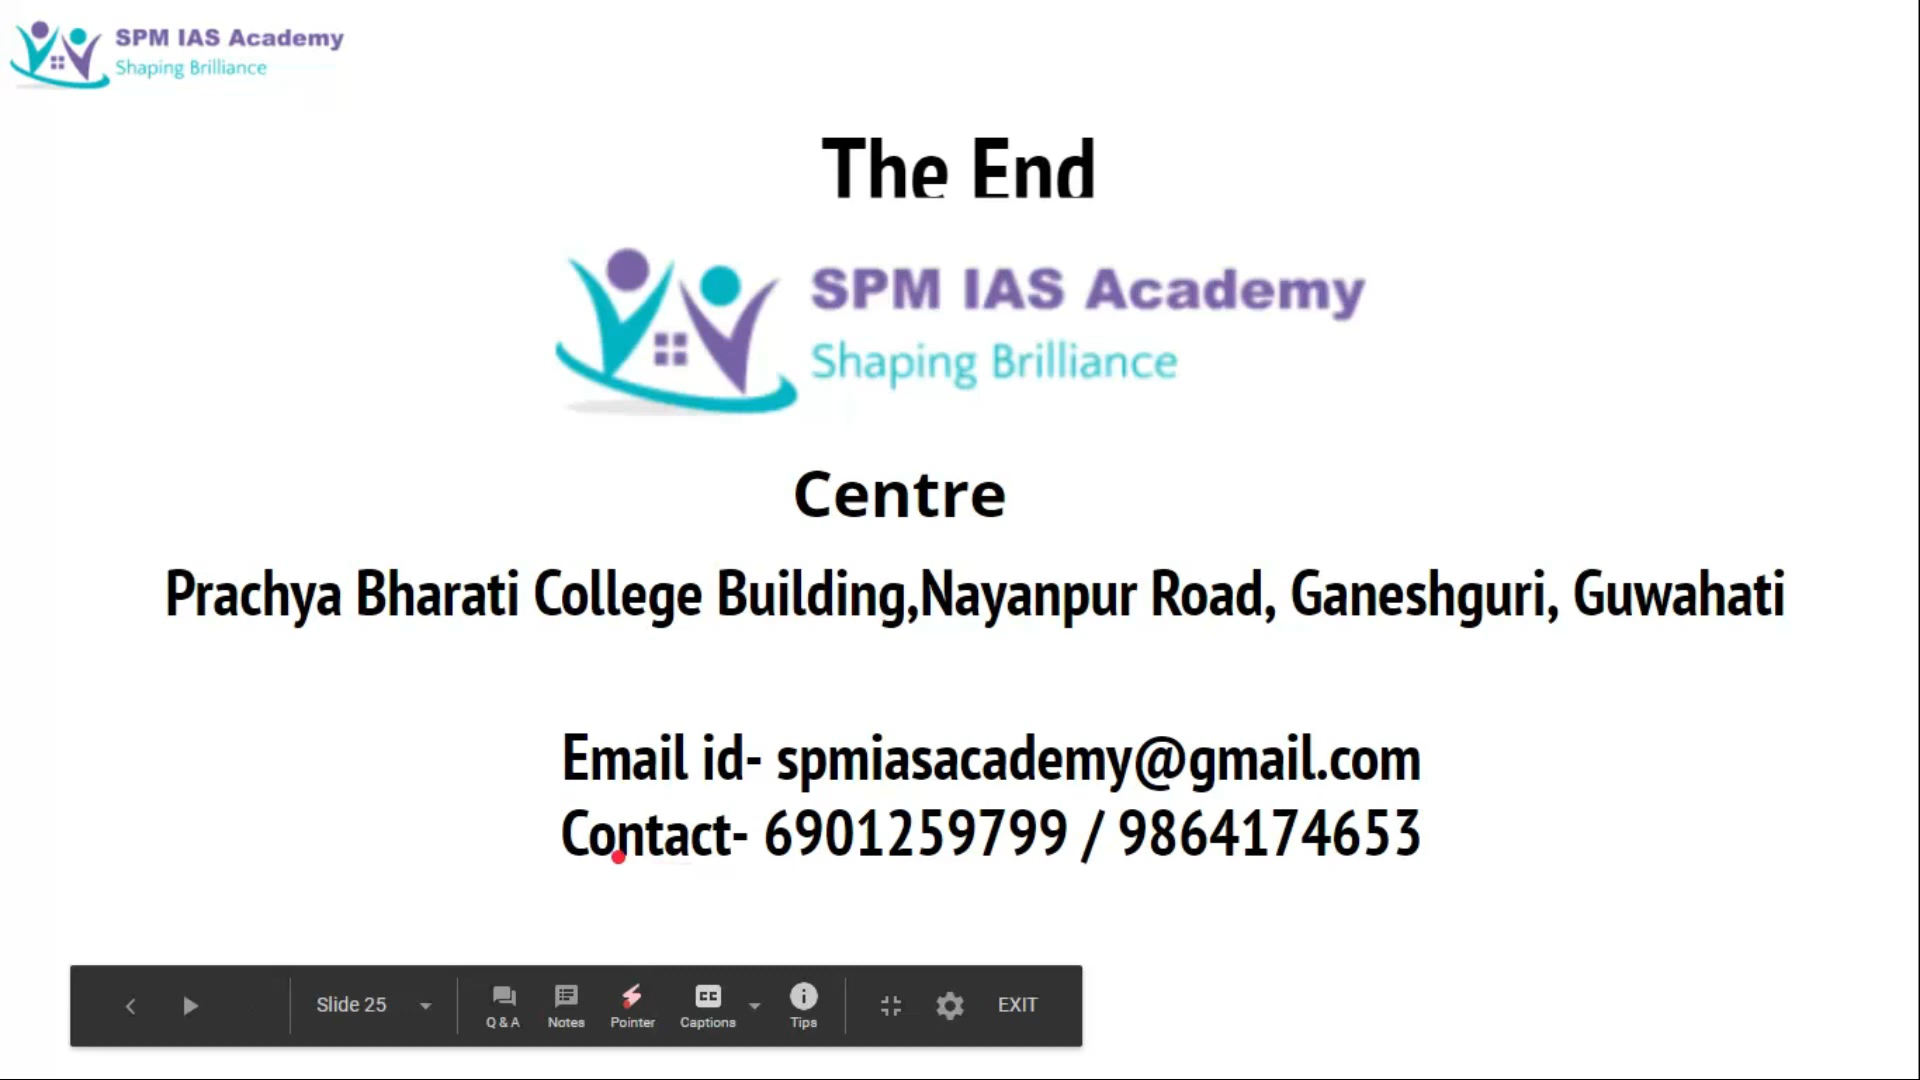 SPM IAS Academy
Shaping Brilliance
The End
SPM IAS Academy
Shaping Brilliance
Centre
Prachya Bharati College Building,Nayanpur Road, Ganeshguri, Guwahati
Email id- spmiasacademy@gmail.com
Contact- 6901259799 / 9864174653
Slide 25
Q & A
Notes
Pointer
CC
Captions
Tips
EXIT